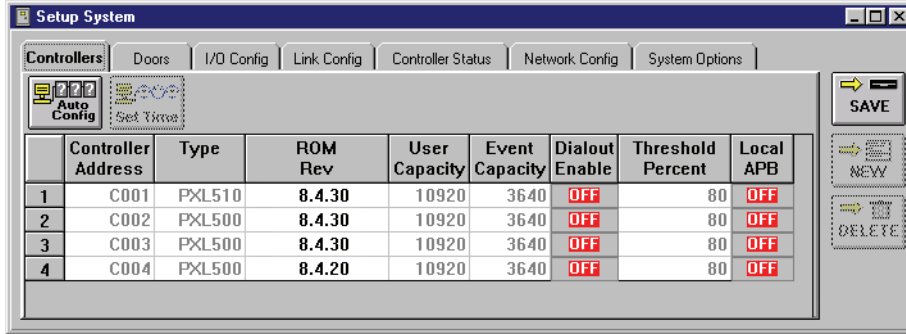 Setup System
Controllers Doors I/O Config Link Config Controller Status Network Config System Options
??? Auto Config
Set Time
SAVE
NEW
DELETE
Controller Address Type ROM Rev User Capacity Event Capacity Dialout Enable Threshold Percent Local APB
1 C001 PXL510 8.4.30 10920 3640 OFF 80 OFF
2 C002 PXL500 8.4.30 10920 3640 OFF 80 OFF
3 C003 PXL500 8.4.30 10920 3640 OFF 80 OFF
4 C004 PXL500 8.4.20 10920 3640 OFF 80 OFF